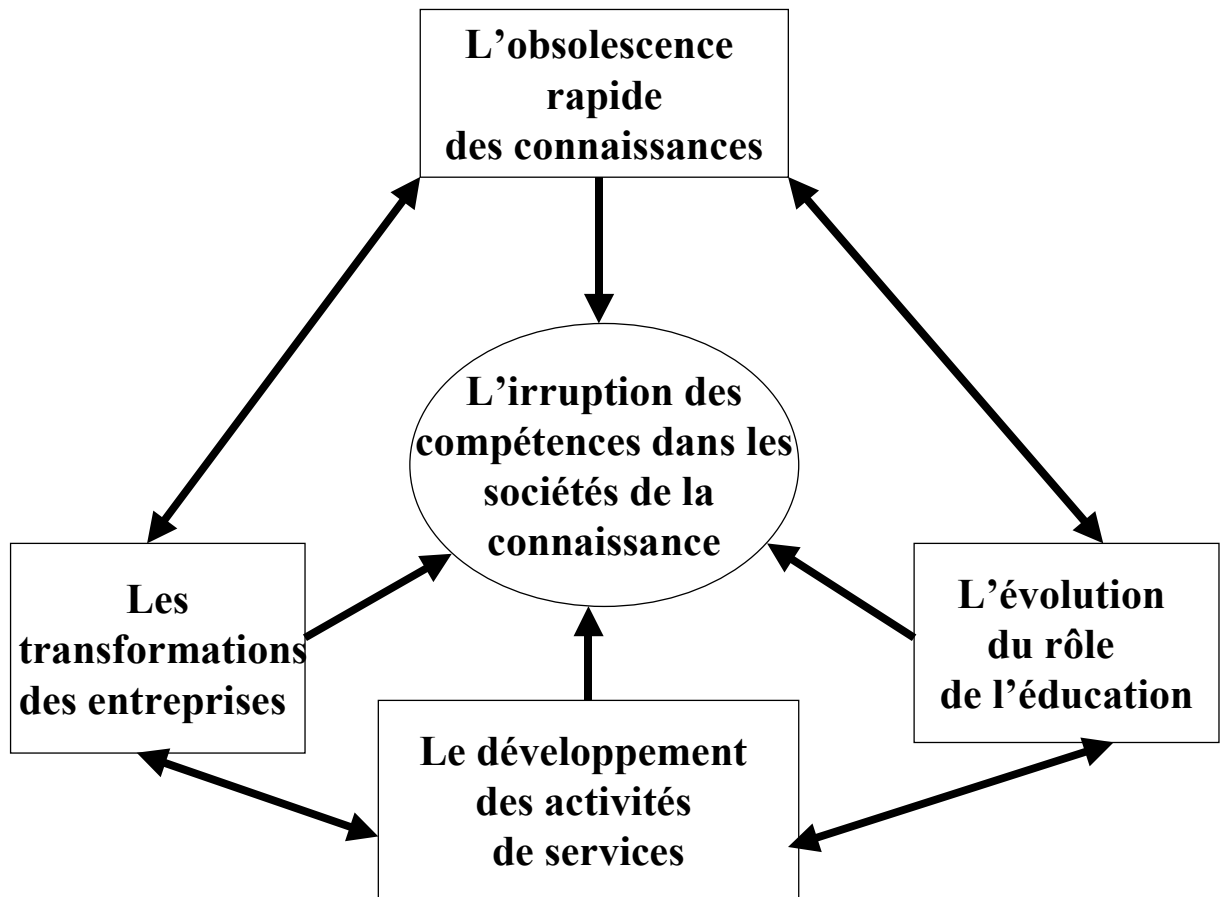 L’obsolescence
rapide
des connaissances
L’irruption des
compétences dans les
sociétés de la
connaissance
Les
transformations
des entreprises
L’évolution
du rôle
de l’éducation
Le développement
des activités
de services